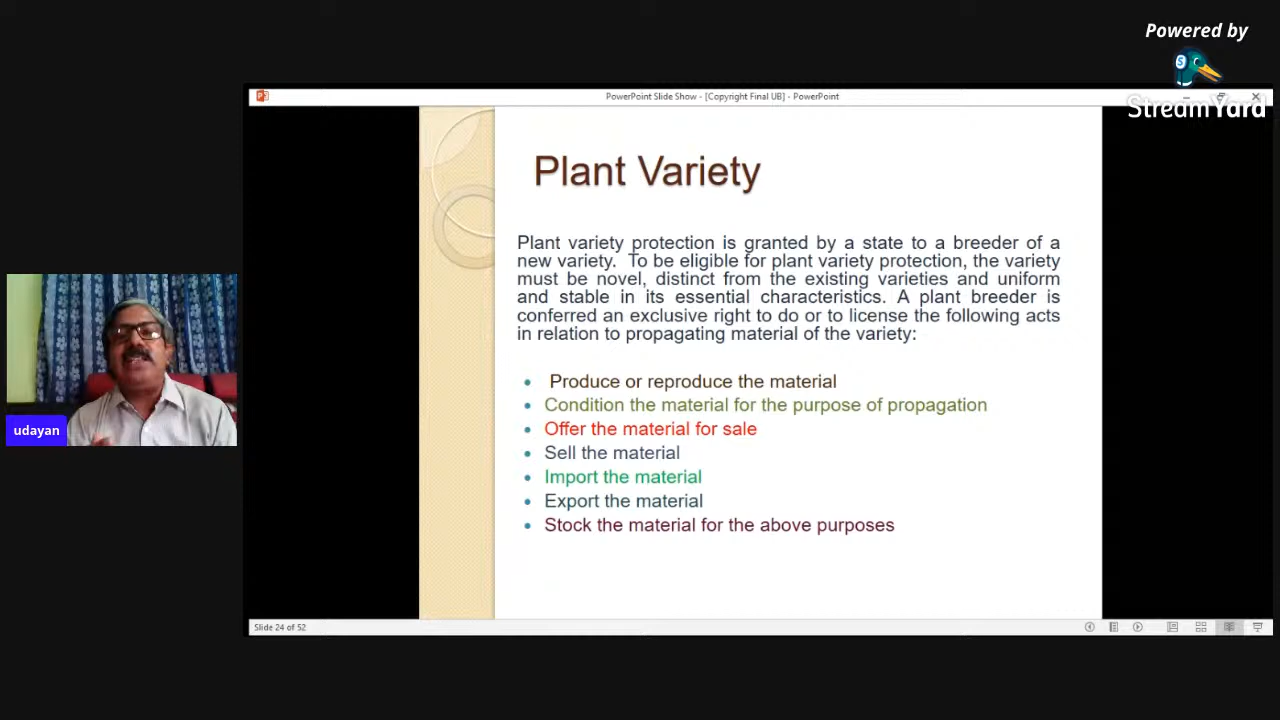 Powered by
StreamYard
PowerPoint Slide Show - [Copyright Final UB] - PowerPoint
Plant Variety
Plant variety protection is granted by a state to a breeder of a
new variety. To be eligible for plant variety protection, the variety
must be novel, distinct from the existing varieties and uniform
and stable in its essential characteristics. A plant breeder is
conferred an exclusive right to do or to license the following acts
in relation to propagating material of the variety:
• Produce or reproduce the material
• Condition the material for the purpose of propagation
• Offer the material for sale
• Sell the material
• Import the material
• Export the material
• Stock the material for the above purposes
udayan
Slide 24 of 52